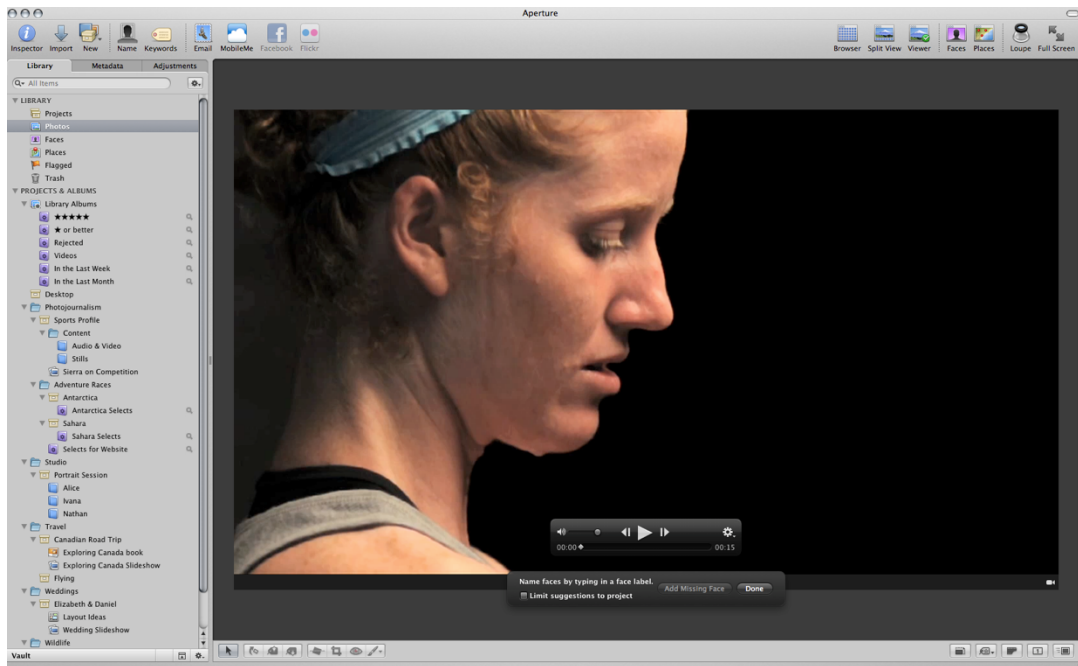 Aperture
Inspector Import New Name Keywords Email MobileMe Facebook Flickr Browser Split View Viewer Faces Places Loupe Full Screen
Library Metadata Adjustments
All Items
LIBRARY
Projects
Photos
Faces
Places
Flagged
Trash
PROJECTS & ALBUMS
Library Albums
★★★★★
★ or better
Rejected
Videos
In the Last Week
In the Last Month
Desktop
Photojournalism
Sports Profile
Content
Audio & Video
Stills
Sierra on Competition
Adventure Races
Antarctica
Antarctica Selects
Sahara
Sahara Selects
Selects for Website
Studio
Portrait Session
Alice
Ivana
Nathan
Travel
Canadian Road Trip
Exploring Canada book
Exploring Canada Slideshow
Flying
Weddings
Elizabeth & Daniel
Layout Ideas
Wedding Slideshow
Wildlife
Vault
00:00 00:15
Name faces by typing in a face label.
Limit suggestions to project
Add Missing Face Done